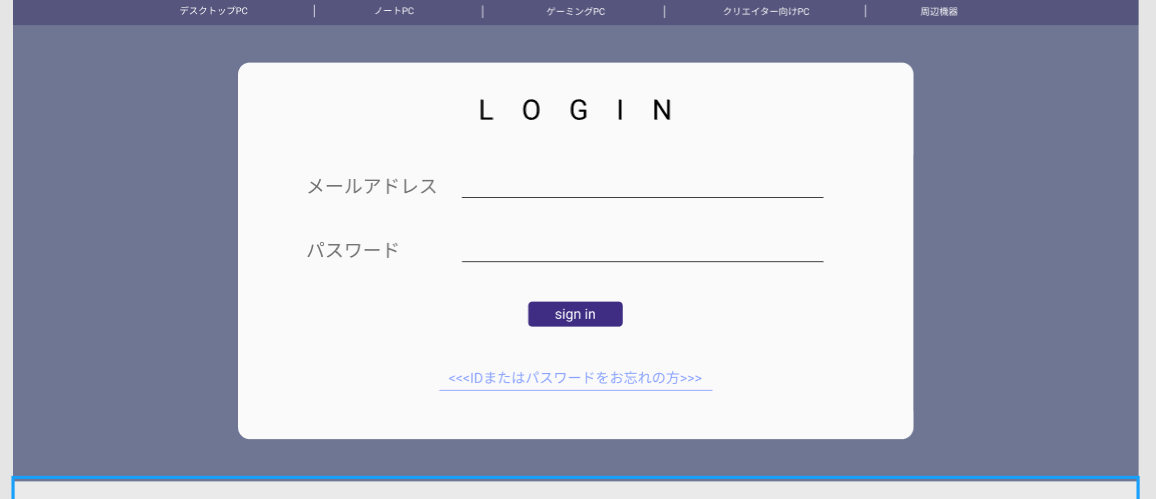 デスクトップPC | ノートPC | ゲーミングPC | クリエイター向けPC | 周辺機器
LOGIN
メールアドレス
パスワード
sign in
<<<IDまたはパスワードをお忘れの方>>>